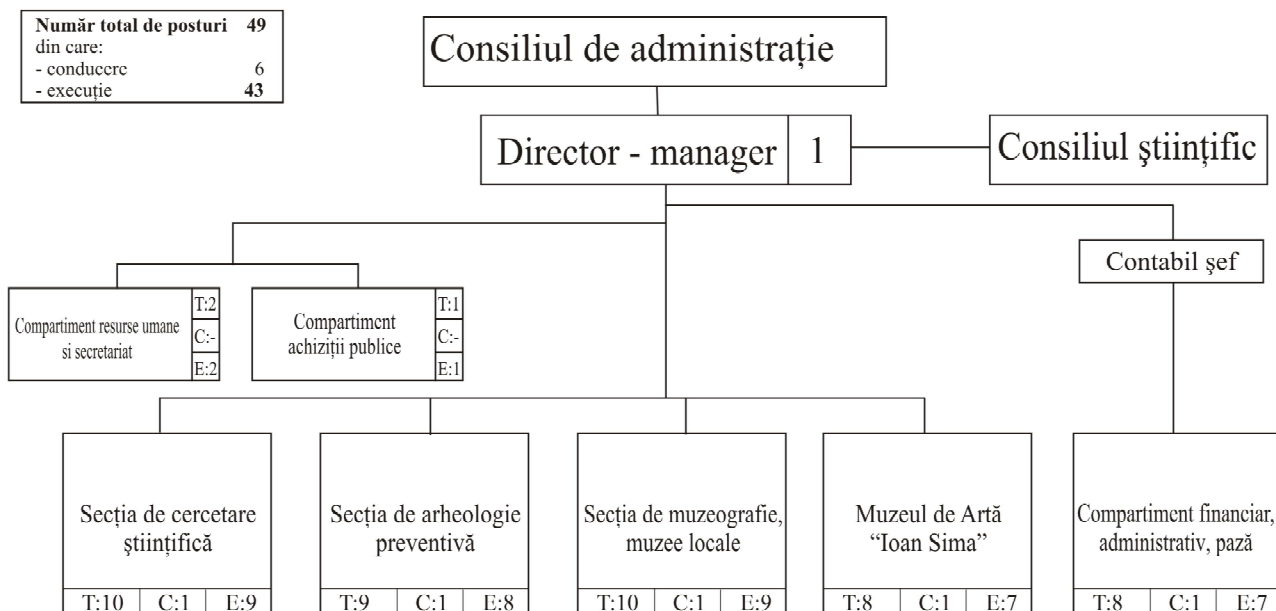 Număr total de posturi 49
din care:
- conducere 6
- execuție 43
Consiliul de administrație
Director - manager 1
Consiliul ştiințific
Contabil şef
Compartiment resurse umane
si secretariat
T:2
C:-
E:2
Compartiment
achiziții publice
T:1
C:-
E:1
Secția de cercetare
ştiințifică
T:10 C:1 E:9
Secția de arheologie
preventivă
T:9 C:1 E:8
Secția de muzeografie,
muzee locale
T:10 C:1 E:9
Muzeul de Artă
“Ioan Sima”
T:8 C:1 E:7
Compartiment financiar,
administrativ, pază
T:8 C:1 E:7